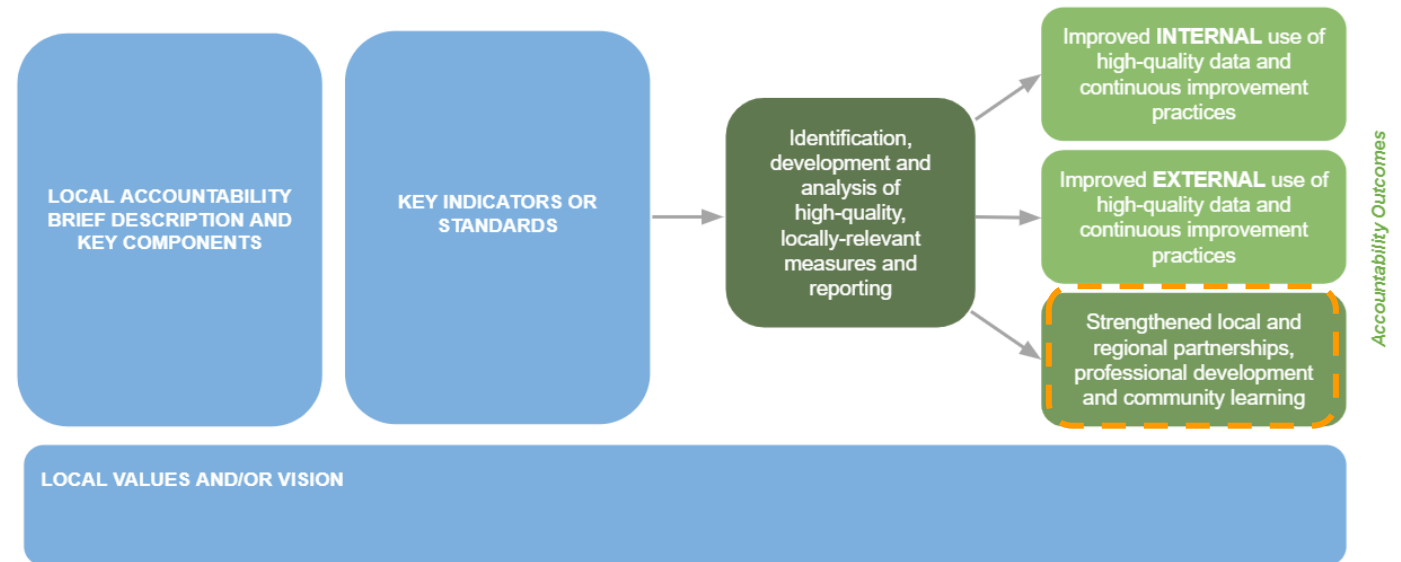 LOCAL ACCOUNTABILITY
BRIEF DESCRIPTION AND
KEY COMPONENTS
KEY INDICATORS OR
STANDARDS
Identification,
development and
analysis of
high-quality,
locally-relevant
measures and
reporting
Improved INTERNAL use of
high-quality data and
continuous improvement
practices
Improved EXTERNAL use of
high-quality data and
continuous improvement
practices
Strengthened local and
regional partnerships,
professional development
and community learning
Accountability Outcomes
LOCAL VALUES AND/OR VISION